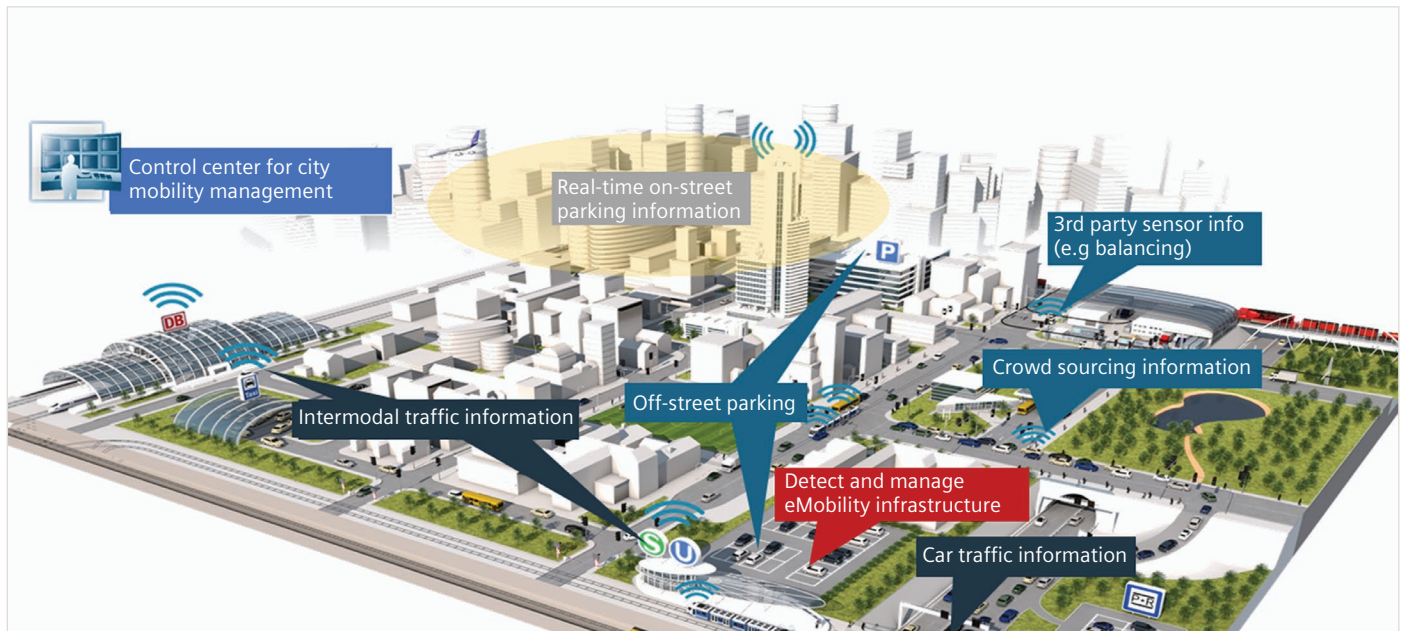 Control center for city
mobility management
Real-time on-street
parking information
3rd party sensor info
(e.g balancing)
P
DB
Taxi
Crowd sourcing information
Off-street parking
Intermodal traffic information
Detect and manage
eMobility infrastructure
S
U
Car traffic information
P+R